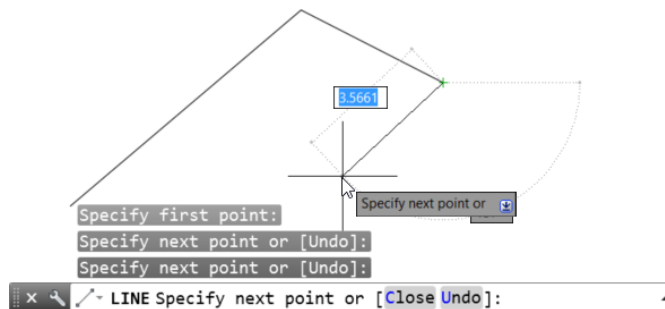 3.5661
Specify next point or
Specify first point:
Specify next point or [Undo]:
Specify next point or [Undo]:
LINE Specify next point or [Close Undo]: